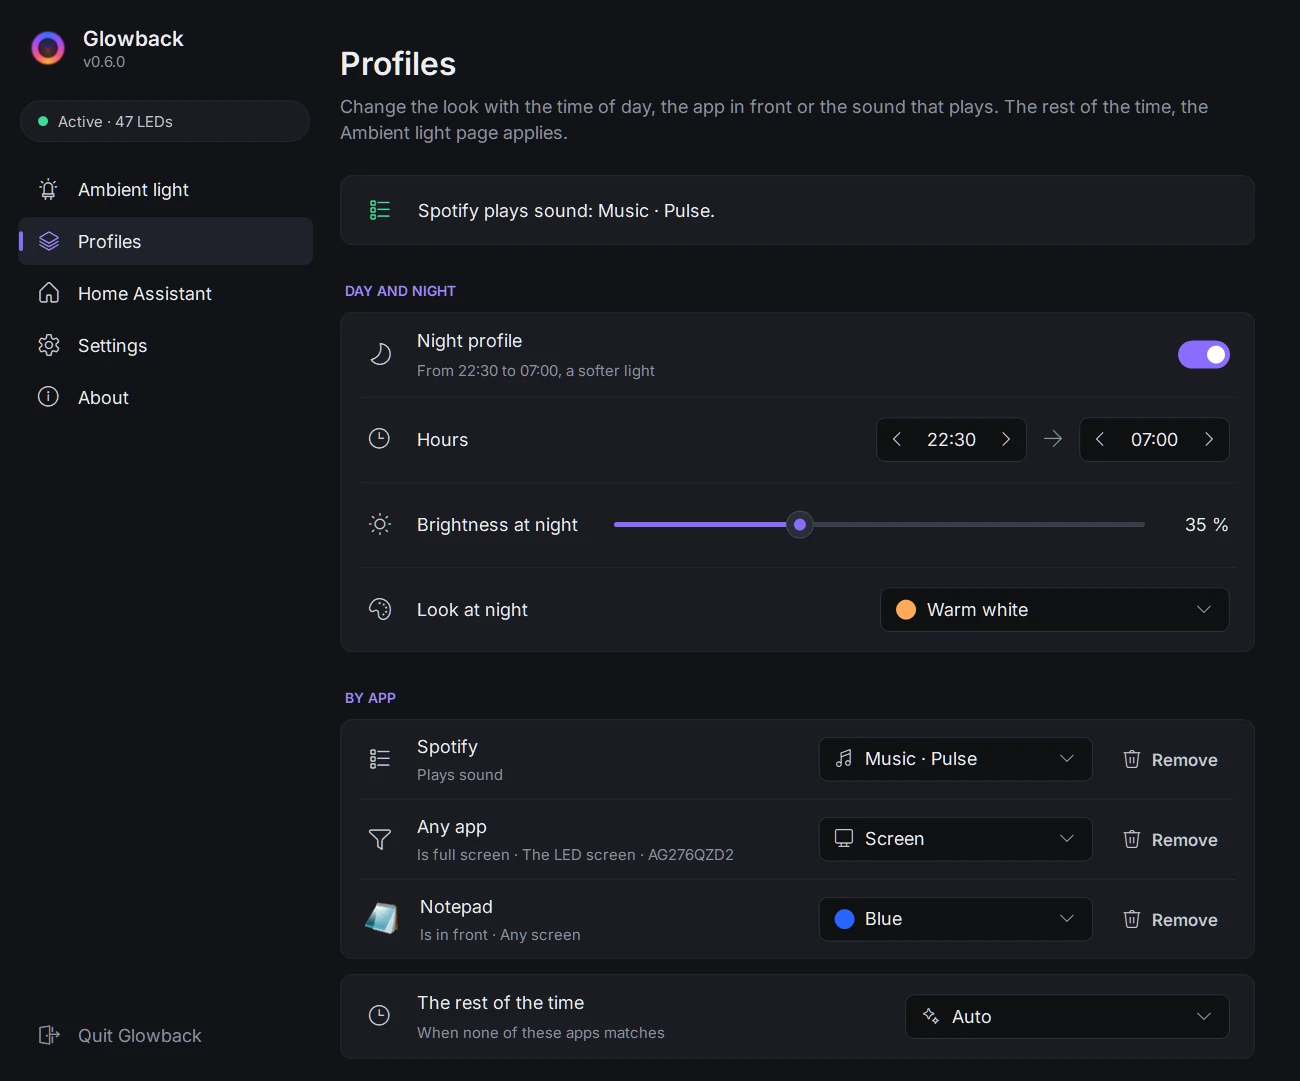 Glowback
v0.6.0
Active · 47 LEDs
Ambient light
Profiles
Home Assistant
Settings
About
Quit Glowback
Profiles
Change the look with the time of day, the app in front or the sound that plays. The rest of the time, the
Ambient light page applies.
Spotify plays sound: Music · Pulse.
DAY AND NIGHT
Night profile
From 22:30 to 07:00, a softer light
Hours
22:30
07:00
Brightness at night
35 %
Look at night
Warm white
BY APP
Spotify
Plays sound
Music · Pulse
Remove
Any app
Is full screen · The LED screen · AG276QZD2
Screen
Remove
Notepad
Is in front · Any screen
Blue
Remove
The rest of the time
When none of these apps matches
Auto